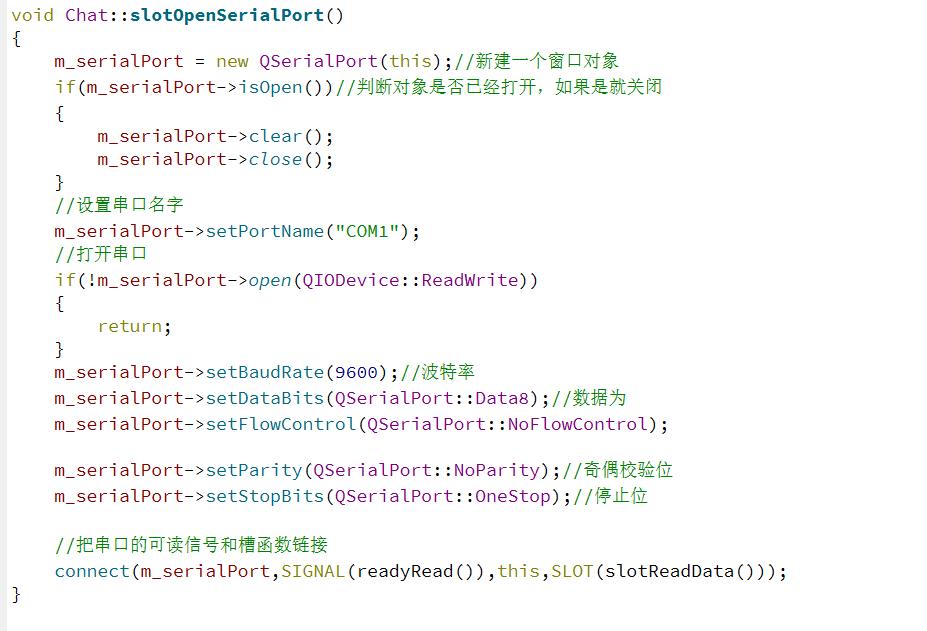 void Chat::slotOpenSerialPort()
{
    m_serialPort = new QSerialPort(this);//新建一个窗口对象
    if(m_serialPort->isOpen())//判断对象是否已经打开，如果是就关闭
    {
        m_serialPort->clear();
        m_serialPort->close();
    }
    //设置串口名字
    m_serialPort->setPortName("COM1");
    //打开串口
    if(!m_serialPort->open(QIODevice::ReadWrite))
    {
        return;
    }
    m_serialPort->setBaudRate(9600);//波特率
    m_serialPort->setDataBits(QSerialPort::Data8);//数据为
    m_serialPort->setFlowControl(QSerialPort::NoFlowControl);
    m_serialPort->setParity(QSerialPort::NoParity);//奇偶校验位
    m_serialPort->setStopBits(QSerialPort::OneStop);//停止位
    //把串口的可读信号和槽函数链接
    connect(m_serialPort,SIGNAL(readyRead()),this,SLOT(slotReadData()));
}